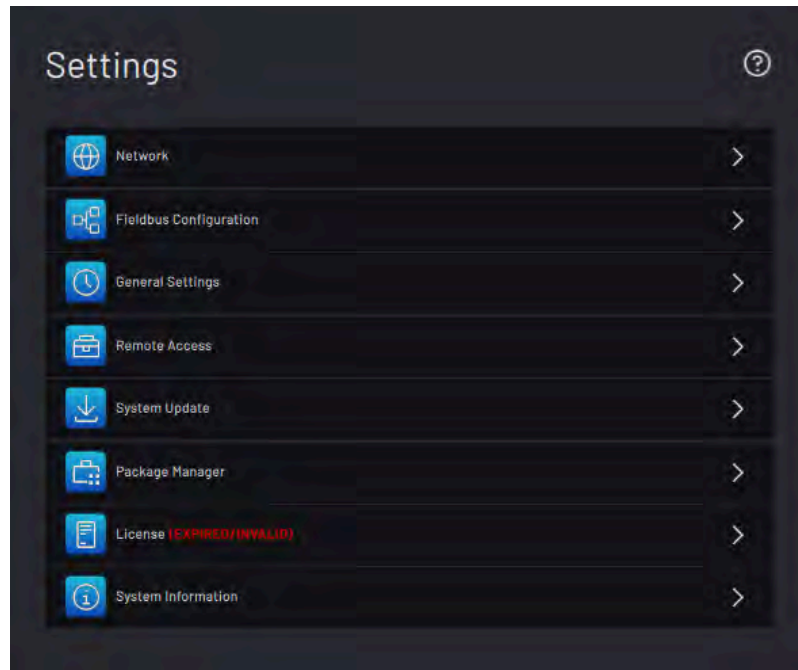 Settings
Network
Fieldbus Configuration
General Settings
Remote Access
System Update
Package Manager
License (EXPIRED/INVALID)
System Information